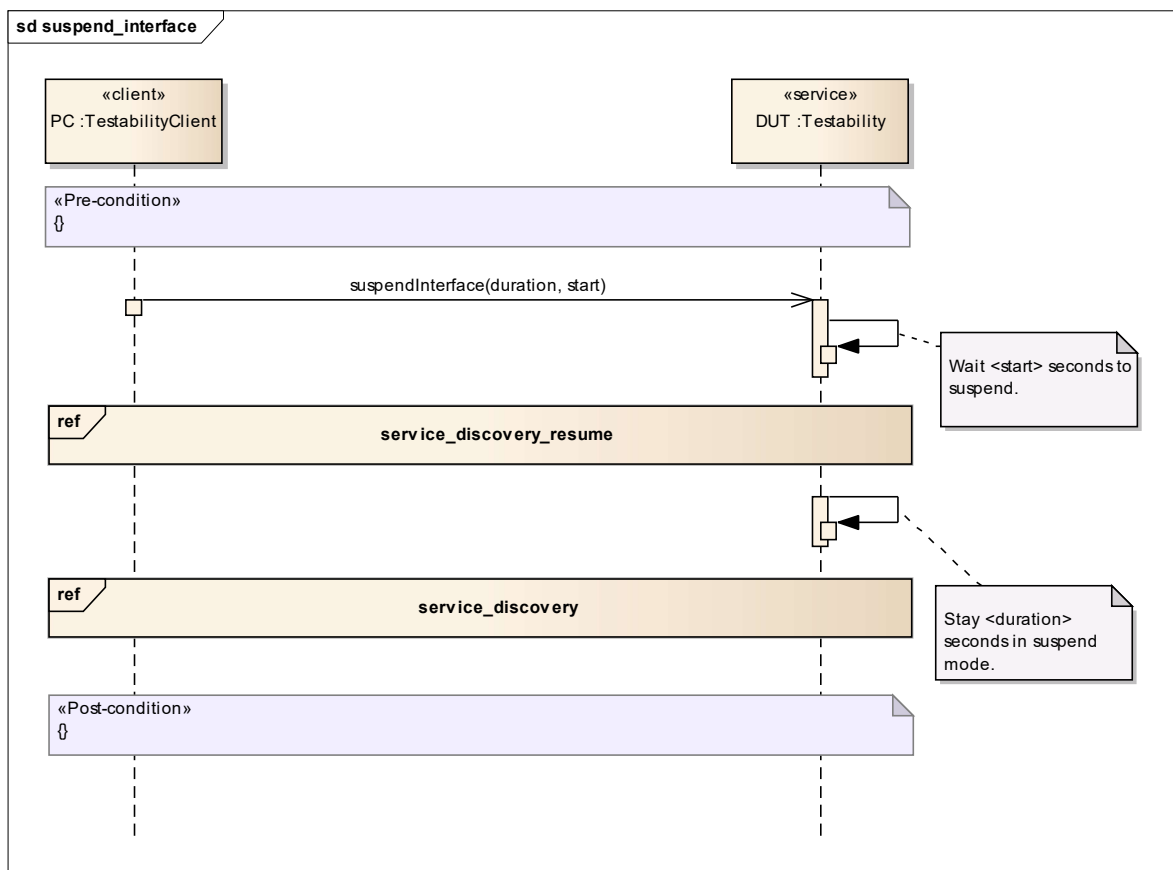 sd suspend_interface
«client»
PC :TestabilityClient
«service»
DUT :Testability
«Pre-condition»
{}
suspendInterface(duration, start)
Wait <start> seconds to
suspend.
ref
service_discovery_resume
ref
service_discovery
Stay <duration>
seconds in suspend
mode.
«Post-condition»
{}